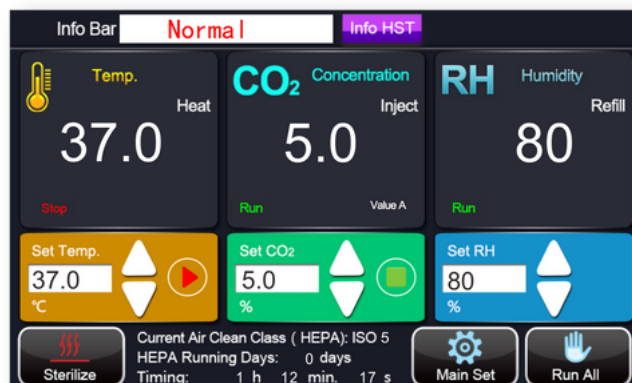 Info Bar Normal Info HST
Temp.
Heat
37.0
Stop
CO₂ Concentration
Inject
5.0
Run Value A
RH Humidity
Refill
80
Run
Set Temp.
37.0
℃
Set CO₂
5.0
%
Set RH
80
%
Sterilize
Current Air Clean Class ( HEPA): ISO 5
HEPA Running Days: 0 days
Timing: 1 h 12 min. 17 s
Main Set
Run All